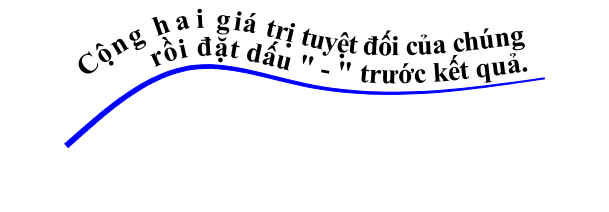 Cộng hai giá trị tuyệt đối của chúng
rồi đặt dấu " - " trước kết quả.